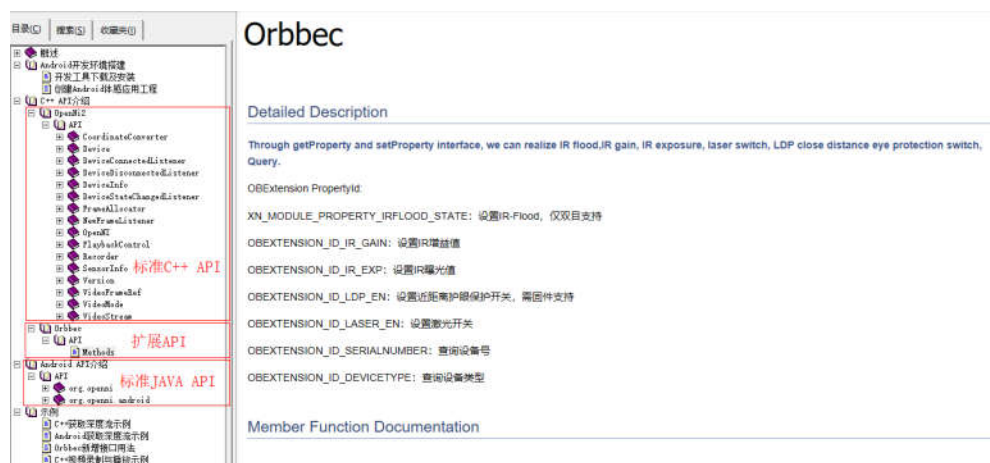 目录(C) 搜索(S) 收藏夹(I)
概述
Android开发环境搭建
开发工具下载及安装
创建Android体感应用工程
C++ API介绍
OpenNi2
API
CoordinateConverter
Device
DeviceConnectedListener
DeviceDisconnectedListener
DeviceInfo
DeviceStateChangedListener
FrameAllocator
NewFrameListener
OpenNI
PlaybackControl
Recorder
SensorInfo
标准C++ API
Version
VideoFrameRef
VideoMode
VideoStream
Orbbec
API
扩展API
Methods
Android API介绍
API
标准JAVA API
org.openni
org.openni.android
示例
C++获取深度流示例
Android获取深度流示例
Orbbec新增接口用法
C++视频录制与播放示例
Orbbec
Detailed Description
Through getProperty and setProperty interface, we can realize IR flood,IR gain, IR exposure, laser switch, LDP close distance eye protection switch,
Query.
OBExtension PropertyId:
XN_MODULE_PROPERTY_IRFLOOD_STATE：设置IR-Flood，仅双目支持
OBEXTENSION_ID_IR_GAIN：设置IR增益值
OBEXTENSION_ID_IR_EXP：设置IR曝光值
OBEXTENSION_ID_LDP_EN：设置近距离护眼保护开关，需固件支持
OBEXTENSION_ID_LASER_EN：设置激光开关
OBEXTENSION_ID_SERIALNUMBER：查询设备号
OBEXTENSION_ID_DEVICETYPE：查询设备类型
Member Function Documentation